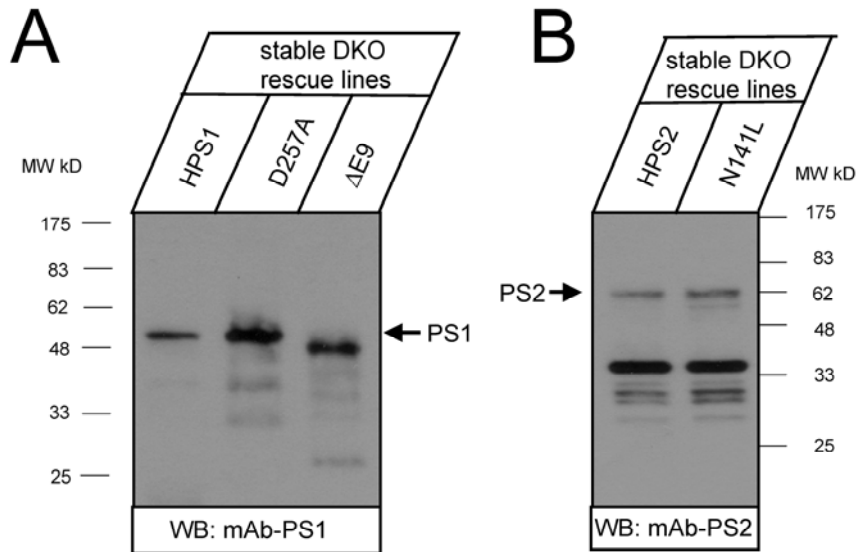 A
stable DKO
rescue lines
HPS1
D257A
ΔE9
MW kD
175
83
62
48
33
25
PS1
WB: mAb-PS1
B
stable DKO
rescue lines
HPS2
N141L
MW kD
175
83
62
48
33
25
PS2
WB: mAb-PS2